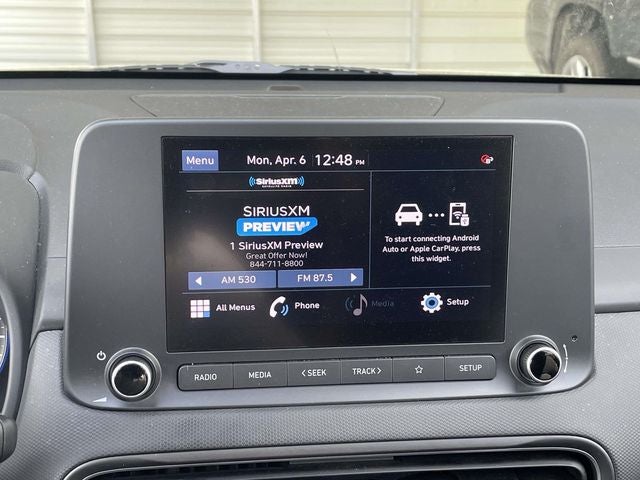 Menu
Mon, Apr. 6 12:48 PM
SiriusXM
SATELLITE RADIO
SIRIUSXM
PREVIEW
1 SiriusXM Preview
Great Offer Now!
844-711-8800
AM 530
FM 87.5
To start connecting Android
Auto or Apple CarPlay, press
this widget.
All Menus
Phone
Media
Setup
RADIO
MEDIA
< SEEK
TRACK >
SETUP